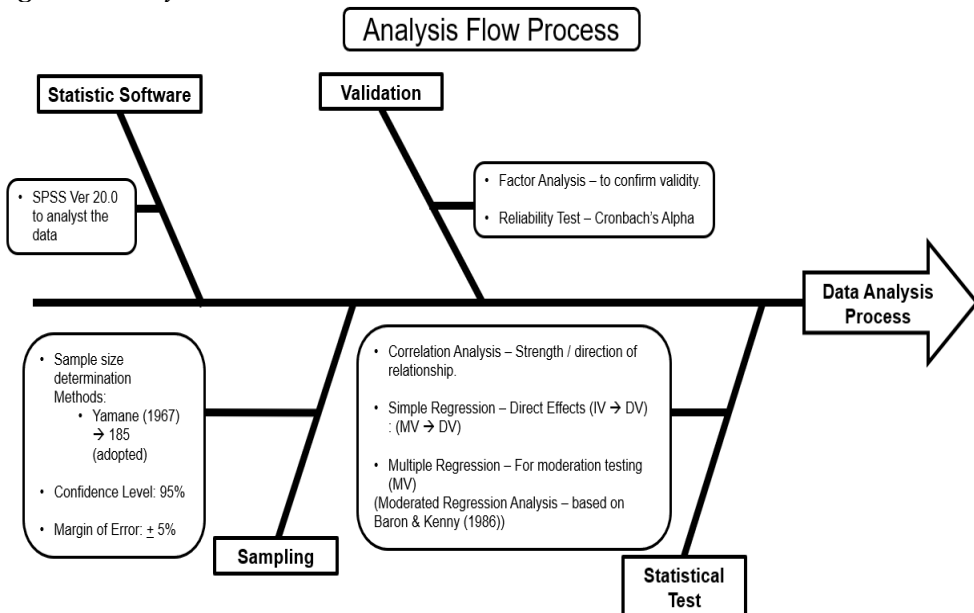 Analysis Flow Process
Statistic Software
Validation
• SPSS Ver 20.0
to analyst the
data
• Factor Analysis – to confirm validity.
• Reliability Test – Cronbach's Alpha
Data Analysis
Process
• Sample size
determination
Methods:
• Yamane (1967)
→ 185
(adopted)
• Confidence Level: 95%
• Margin of Error: ± 5%
• Correlation Analysis – Strength / direction of
relationship.
• Simple Regression – Direct Effects (IV → DV)
: (MV → DV)
• Multiple Regression – For moderation testing
(MV)
(Moderated Regression Analysis – based on
Baron & Kenny (1986))
Sampling
Statistical
Test